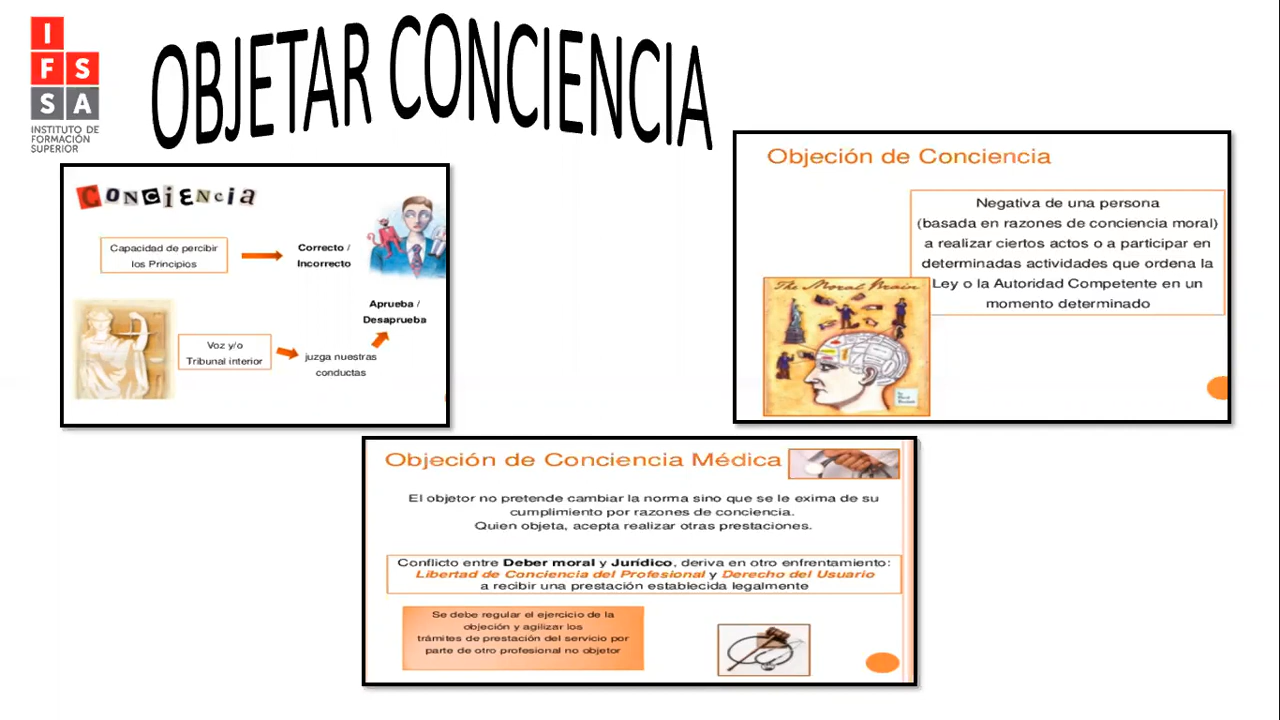 I
F S
S A
INSTITUTO DE
FORMACIÓN
SUPERIOR
OBJETAR CONCIENCIA
CONCIENCIA
Capacidad de percibir
los Principios
Correcto /
Incorrecto
Aprueba /
Desaprueba
Voz y/o
Tribunal interior
juzga nuestras
conductas
Objeción de Conciencia
Negativa de una persona
(basada en razones de conciencia moral)
a realizar ciertos actos o a participar en
determinadas actividades que ordena la
Ley o la Autoridad Competente en un
momento determinado
The Moral Brain
Objeción de Conciencia Médica
El objetor no pretende cambiar la norma sino que se le exima de su
cumplimiento por razones de conciencia.
Quien objeta, acepta realizar otras prestaciones.
Conflicto entre Deber moral y Jurídico, deriva en otro enfrentamiento:
Libertad de Conciencia del Profesional y Derecho del Usuario
a recibir una prestación establecida legalmente
Se debe regular el ejercicio de la
objeción y agilizar los
trámites de prestación del servicio por
parte de otro profesional no objetor